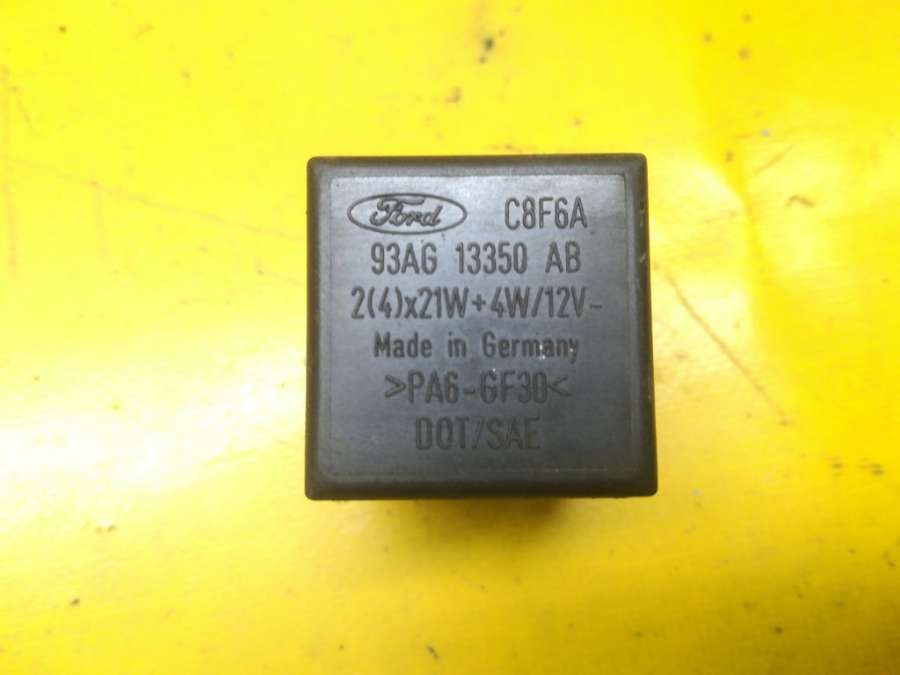 Ford C8F6A
93AG 13350 AB
2(4)x21W+4W/12V-
Made in Germany
>PA6-GF30<
DOT/SAE